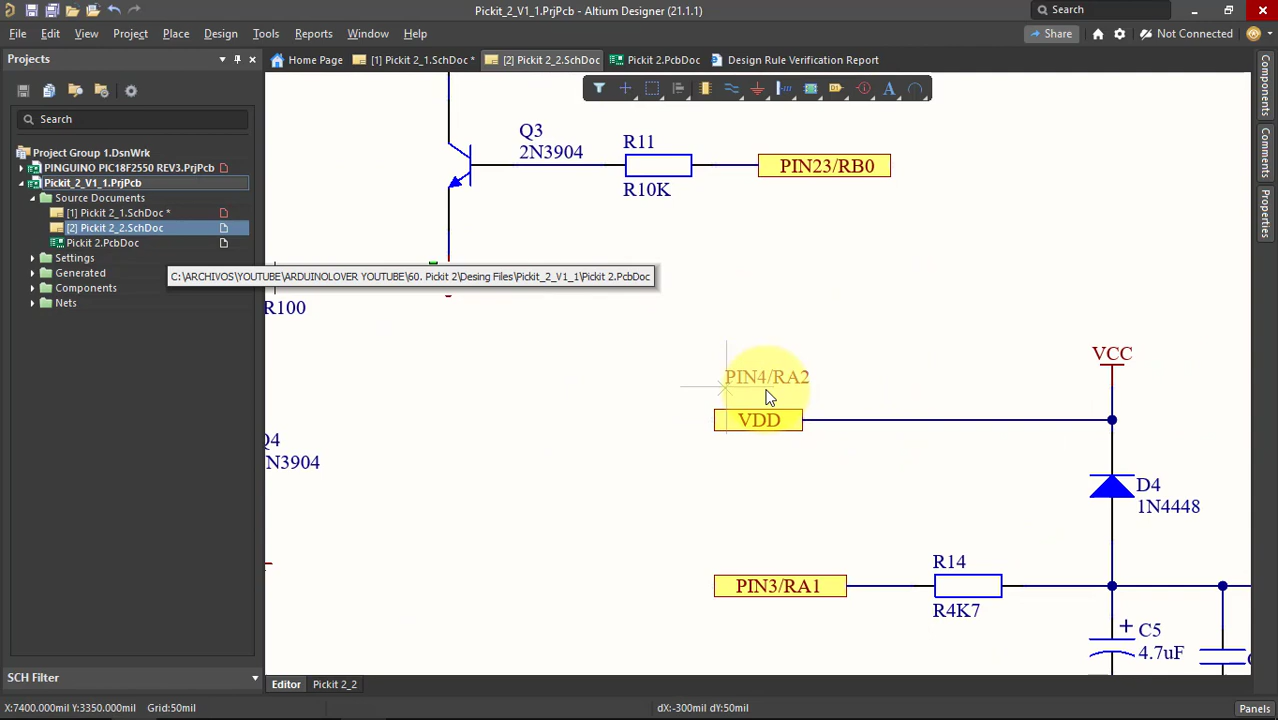 Pickit_2_V1_1.PrjPcb - Altium Designer (21.1.1)
Search
File Edit View Project Place Design Tools Reports Window Help
Share
Not Connected
Projects
Home Page
[1] Pickit 2_1.SchDoc *
[2] Pickit 2_2.SchDoc
Pickit 2.PcbDoc
Design Rule Verification Report
Search
Project Group 1.DsnWrk
PINGUINO PIC18F2550 REV3.PrjPcb
Pickit_2_V1_1.PrjPcb
Source Documents
[1] Pickit 2_1.SchDoc *
[2] Pickit 2_2.SchDoc
Pickit 2.PcbDoc
Settings
Generated
Components
Nets
C:\ARCHIVOS\YOUTUBE\ARDUINOLOVER YOUTUBE\60. Pickit 2\Desing Files\Pickit_2_V1_1\Pickit 2.PcbDoc
Q3
2N3904
R11
R10K
PIN23/RB0
R100
PIN4/RA2
VDD
VCC
Q4
N3904
D4
1N4448
PIN3/RA1
R14
R4K7
C5
4.7uF
Components
Comments
Properties
SCH Filter
Editor
Pickit 2_2
X:7400.000mil Y:3350.000mil Grid:50mil
dX:-300mil dY:50mil
Panels